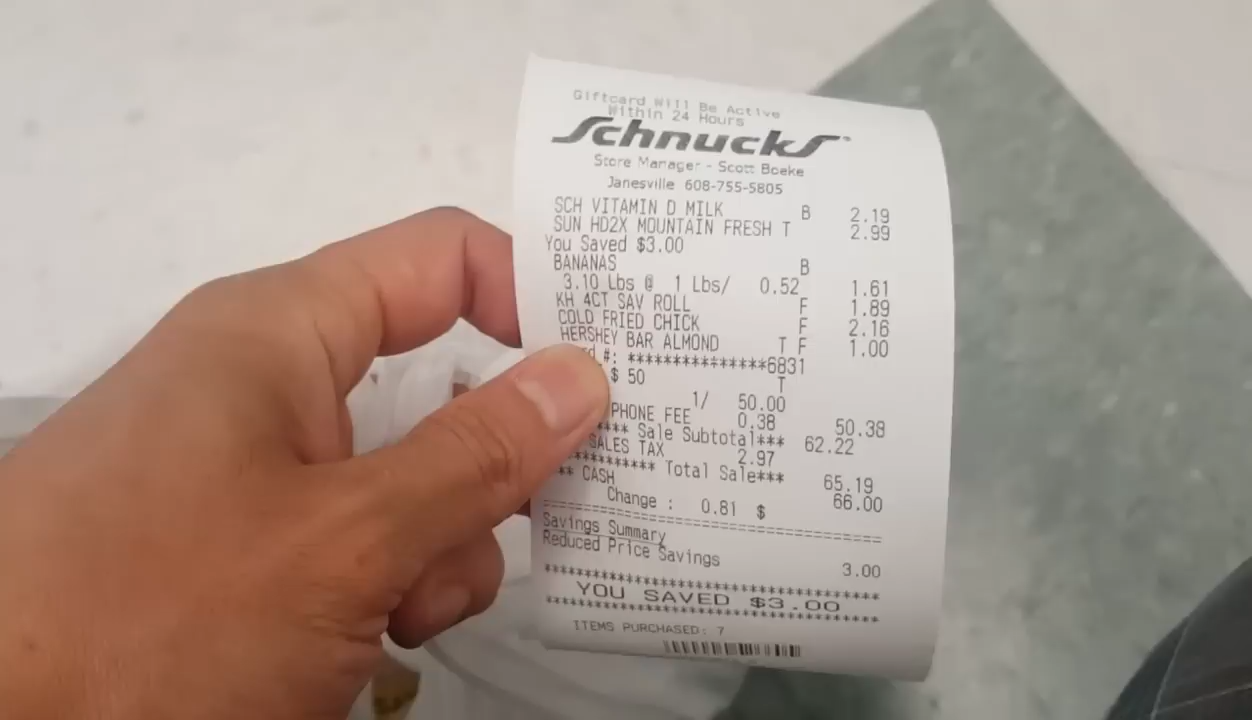 Giftcard Will Be Active
Within 24 Hours
Schnucks
Store Manager - Scott Boeke
Janesville 608-755-5805
SCH VITAMIN D MILK B 2.19
SUN HD2X MOUNTAIN FRESH T 2.99
You Saved $3.00
BANANAS B
3.10 Lbs @ 1 Lbs/ 0.52 1.61
KH 4CT SAV ROLL F 1.89
COLD FRIED CHICK F 2.16
HERSHEY BAR ALMOND T F 1.00
#: ***************6831
$ 50 T
1/ 50.00
PHONE FEE 0.38 50.38
**** Sale Subtotal*** 62.22
SALES TAX 2.97
*********** Total Sale*** 65.19
** CASH 66.00
Change : 0.81 $
Savings Summary
Reduced Price Savings 3.00
YOU SAVED $3.00
ITEMS PURCHASED: 7